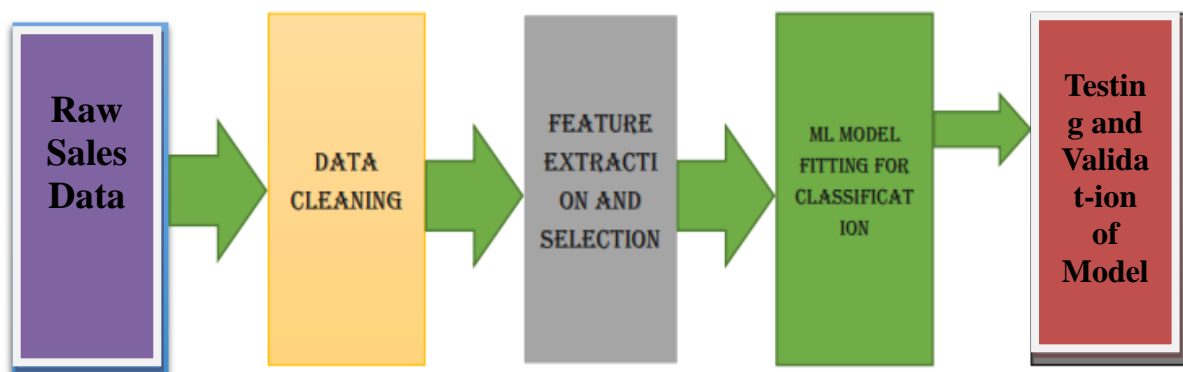 Raw
Sales
Data
DATA
CLEANING
FEATURE
EXTRACTI
ON AND
SELECTION
ML MODEL
FITTING FOR
CLASSIFICAT
ION
Testin
g and
Valida
t-ion
of
Model